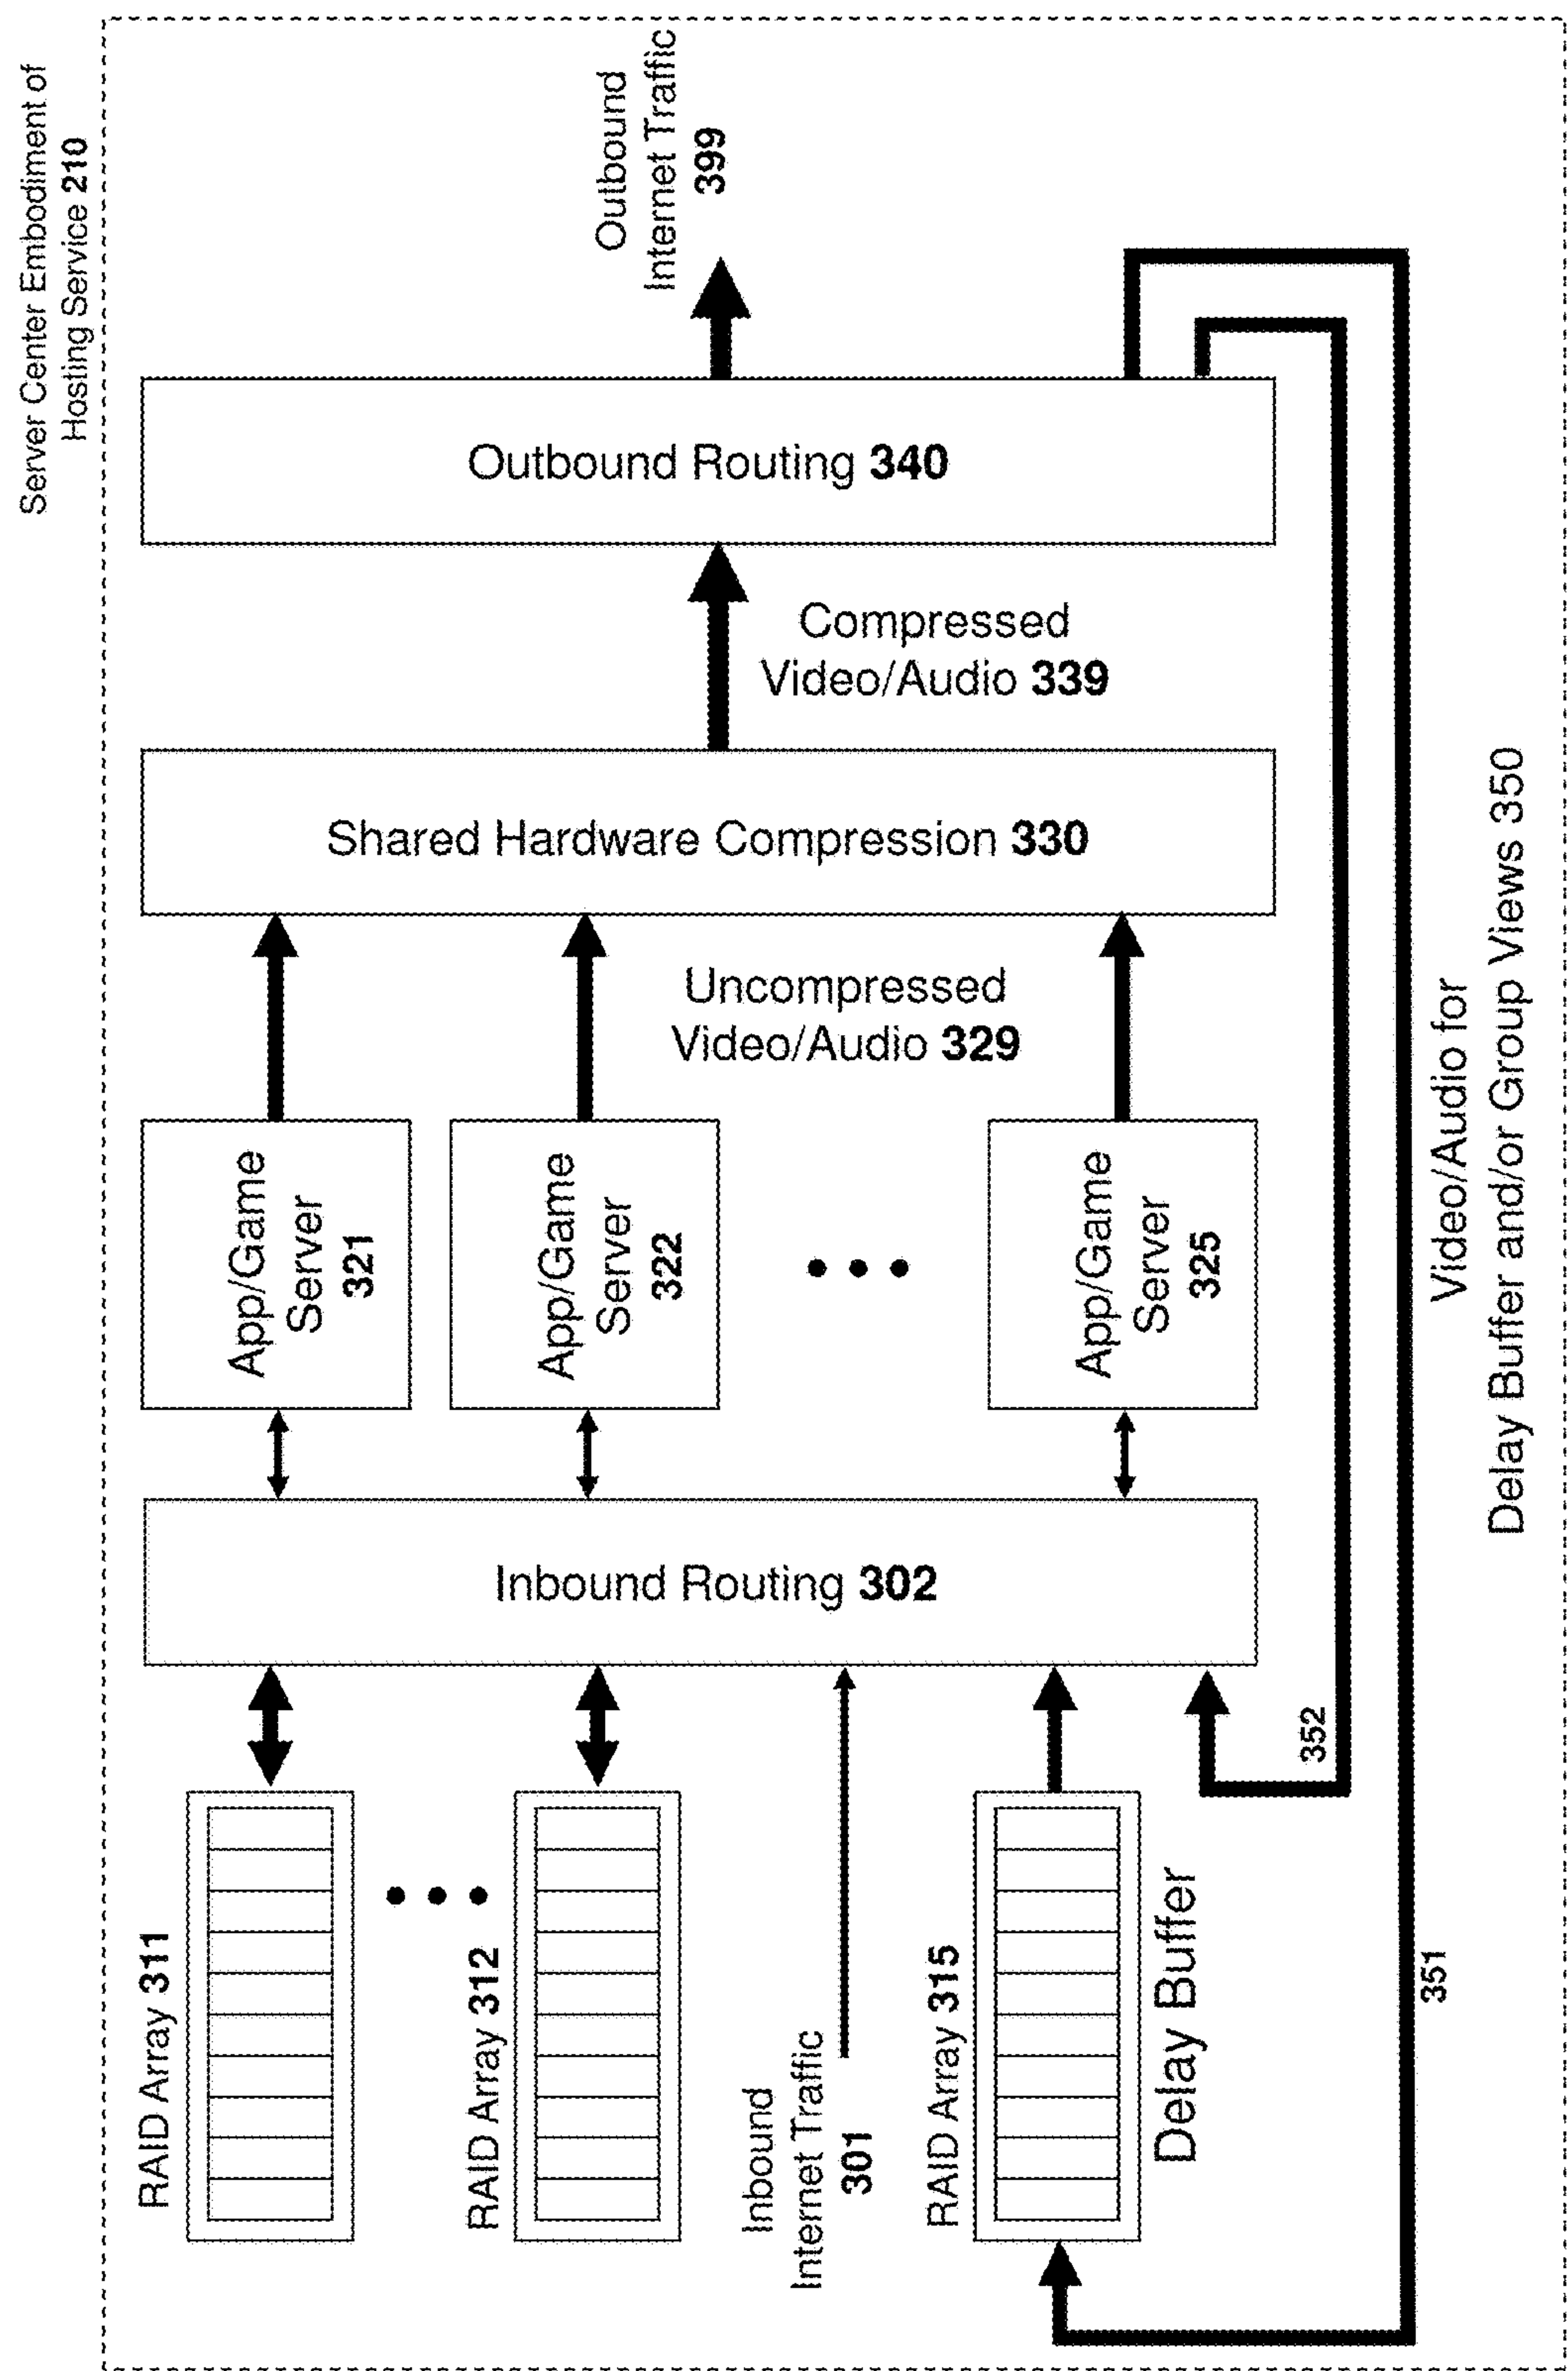 Server Center Embodiment of
Hosting Service 210
RAID Array 311
RAID Array 312
Inbound
Internet Traffic
301
RAID Array 315
Delay Buffer
Inbound Routing 302
App/Game
Server
321
App/Game
Server
322
App/Game
Server
325
Uncompressed
Video/Audio 329
Shared Hardware Compression 330
Compressed
Video/Audio 339
Outbound Routing 340
Outbound
Internet Traffic
399
352
351
Video/Audio for
Delay Buffer and/or Group Views 350